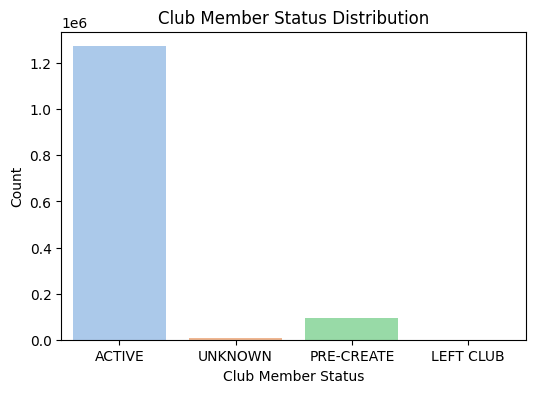 Club Member Status Distribution
1e6
1.2
1.0
0.8
0.6
0.4
0.2
0.0
Count
ACTIVE
UNKNOWN
PRE-CREATE
LEFT CLUB
Club Member Status